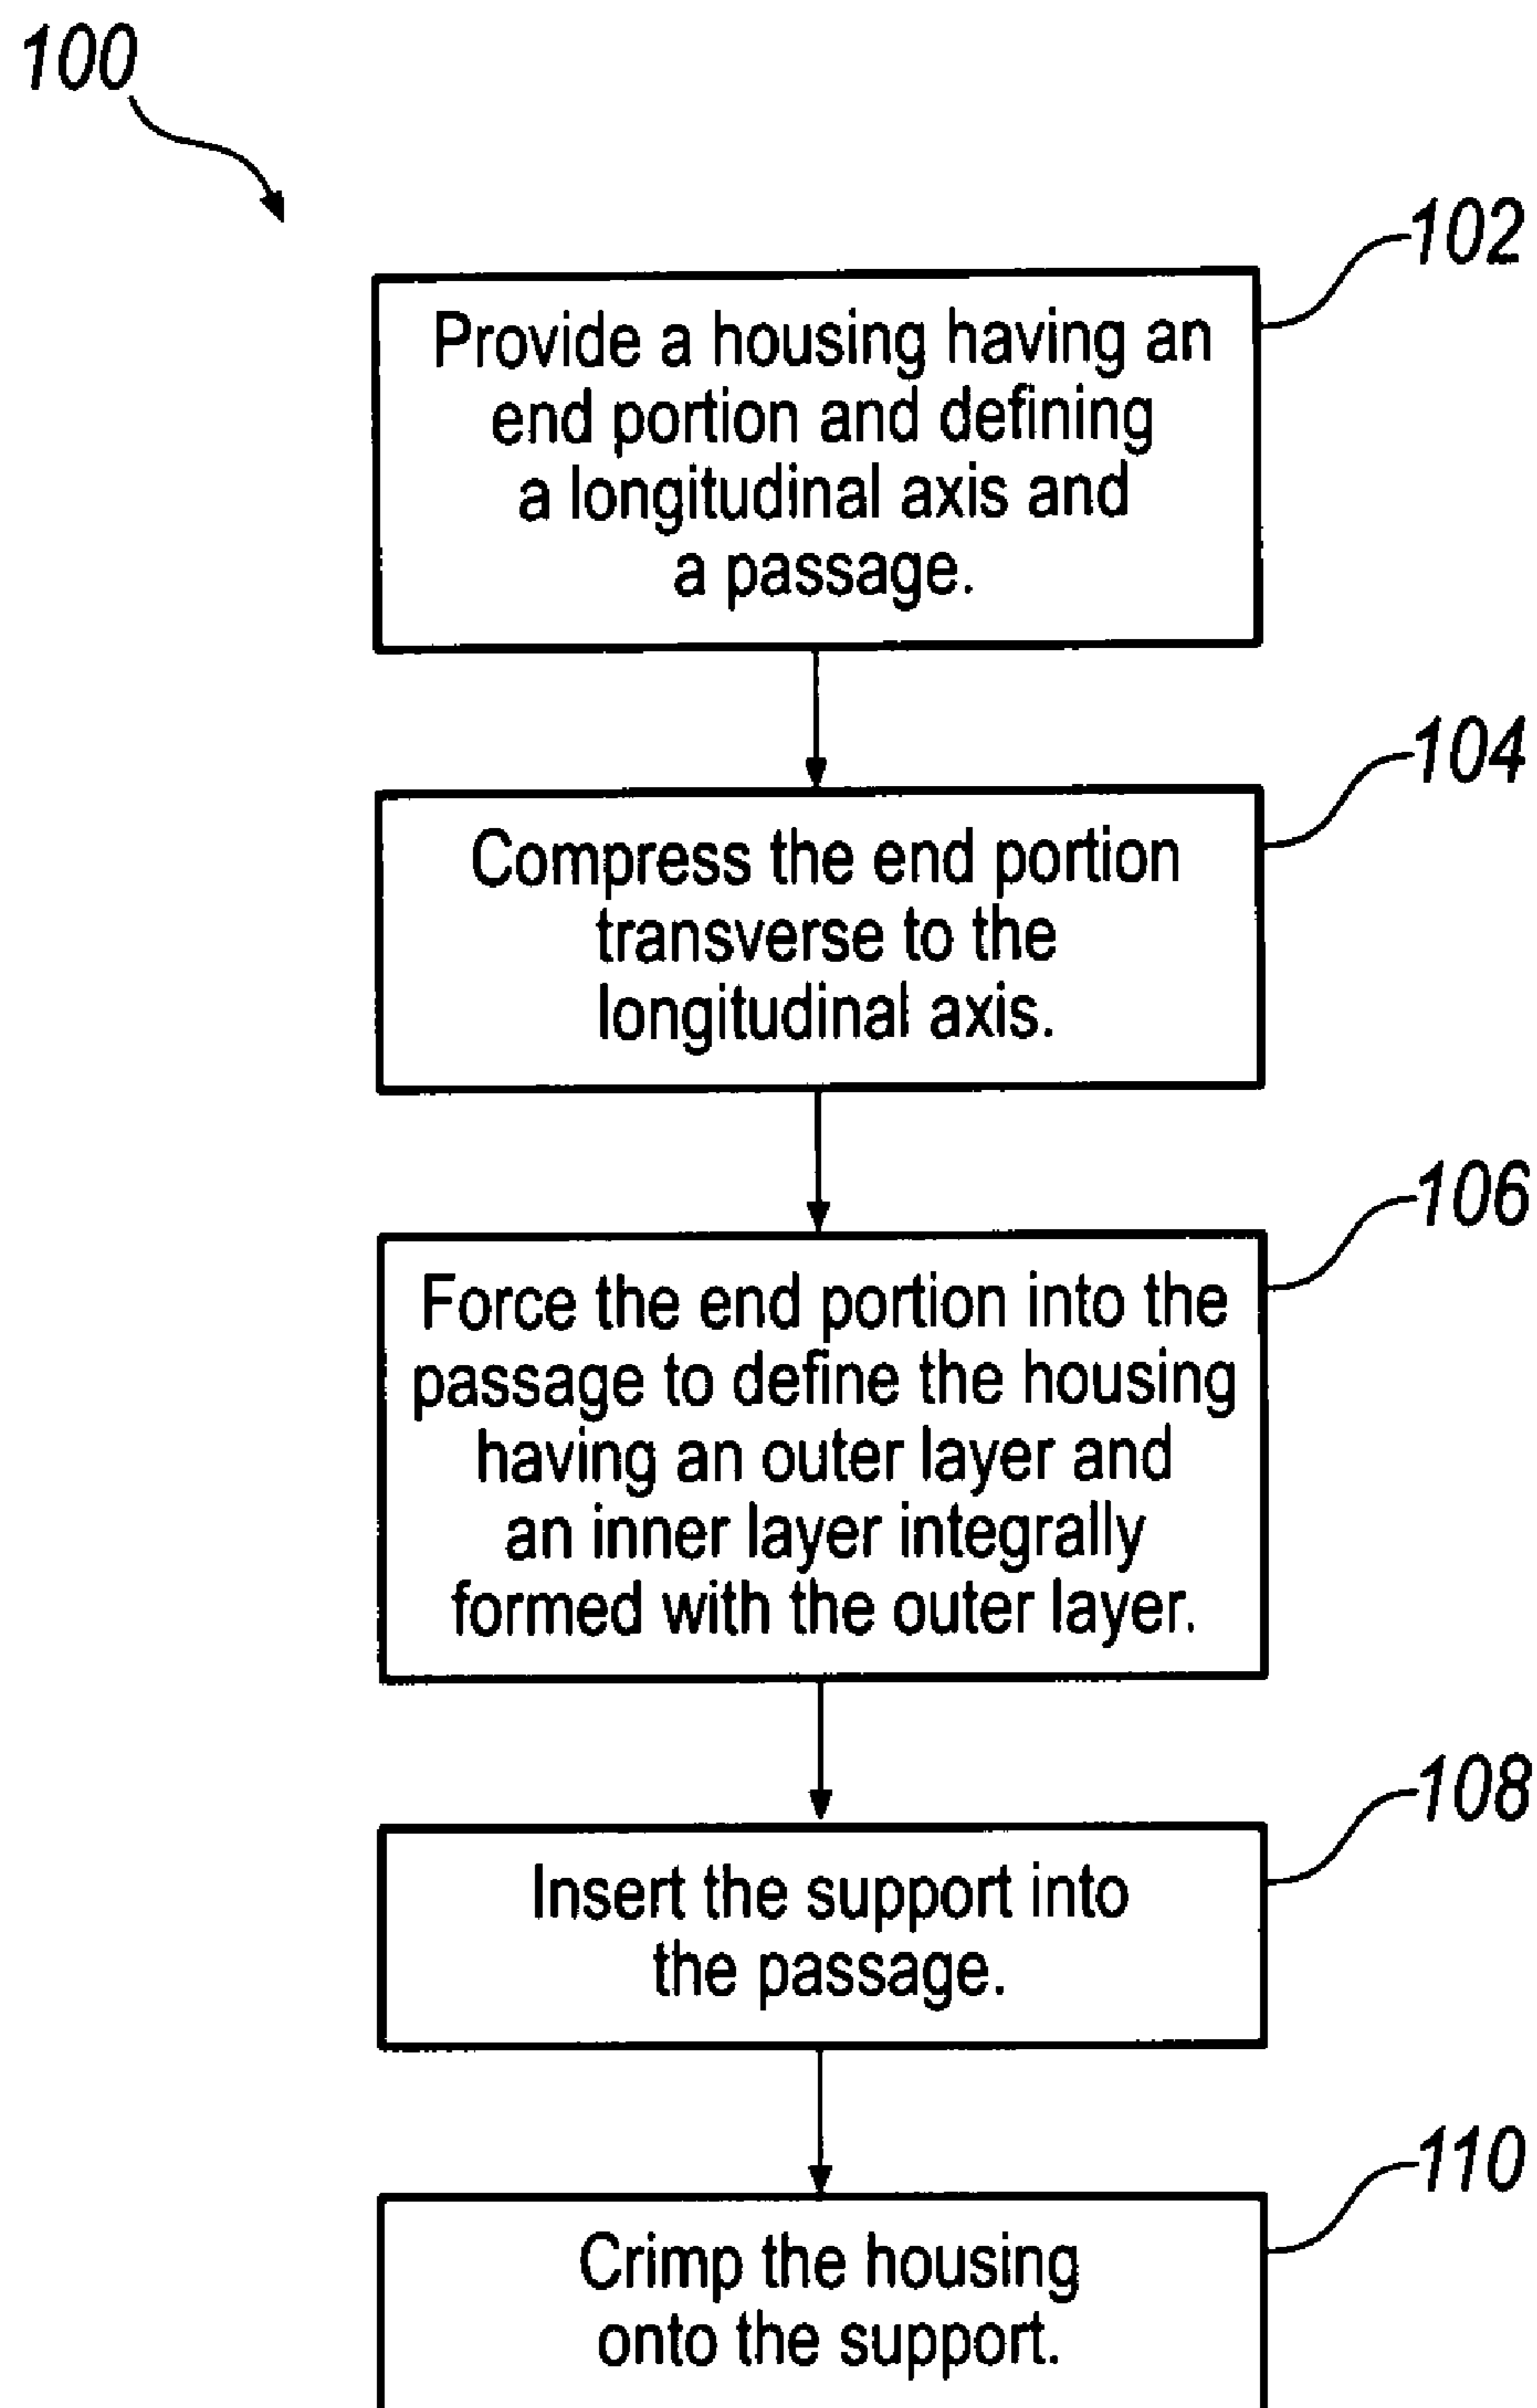 100
102
Provide a housing having an
end portion and defining
a longitudinal axis and
a passage.
104
Compress the end portion
transverse to the
longitudinal axis.
106
Force the end portion into the
passage to define the housing
having an outer layer and
an inner layer integrally
formed with the outer layer.
108
Insert the support into
the passage.
110
Crimp the housing
onto the support.